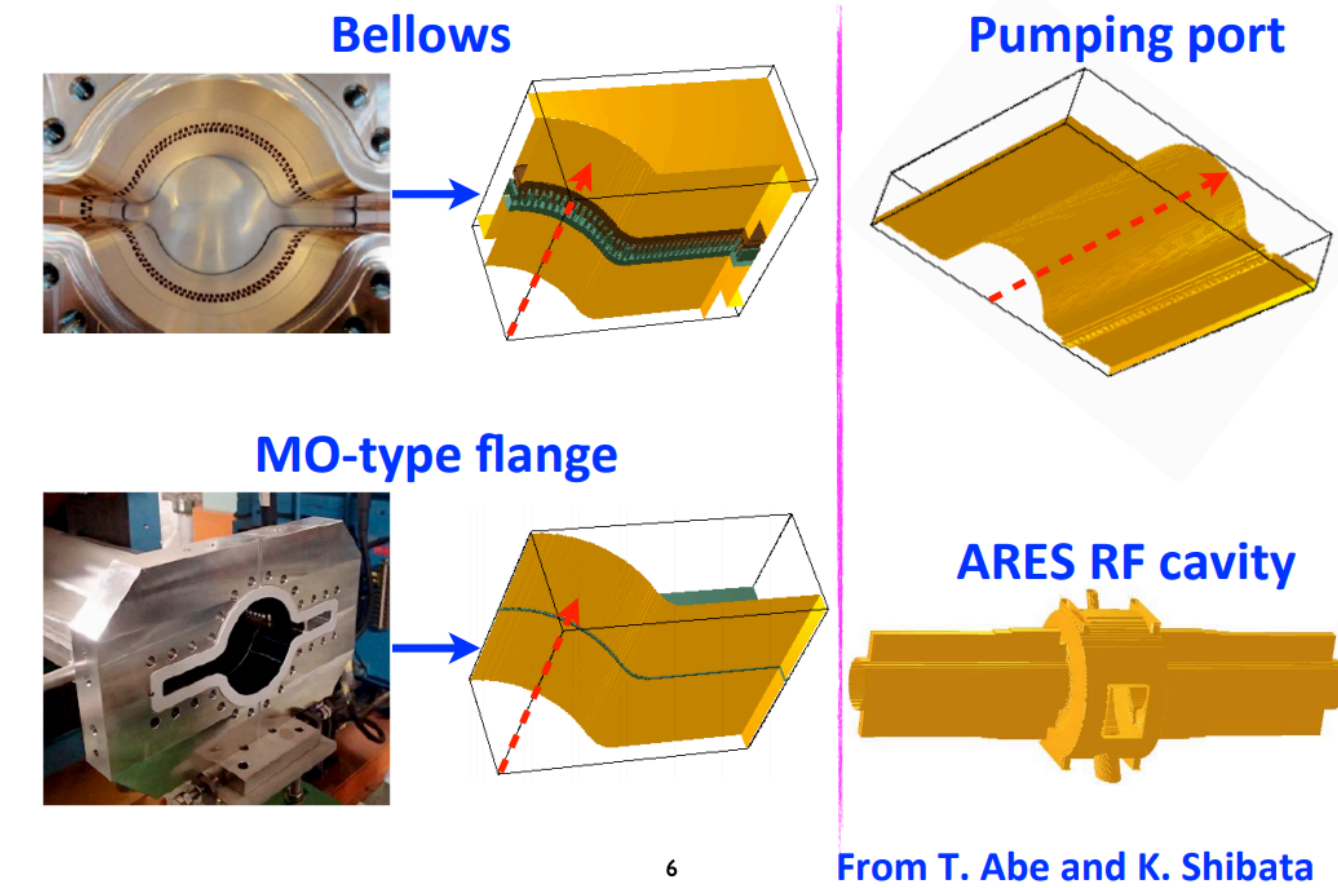 Bellows
Pumping port
MO-type flange
ARES RF cavity
6
From T. Abe and K. Shibata